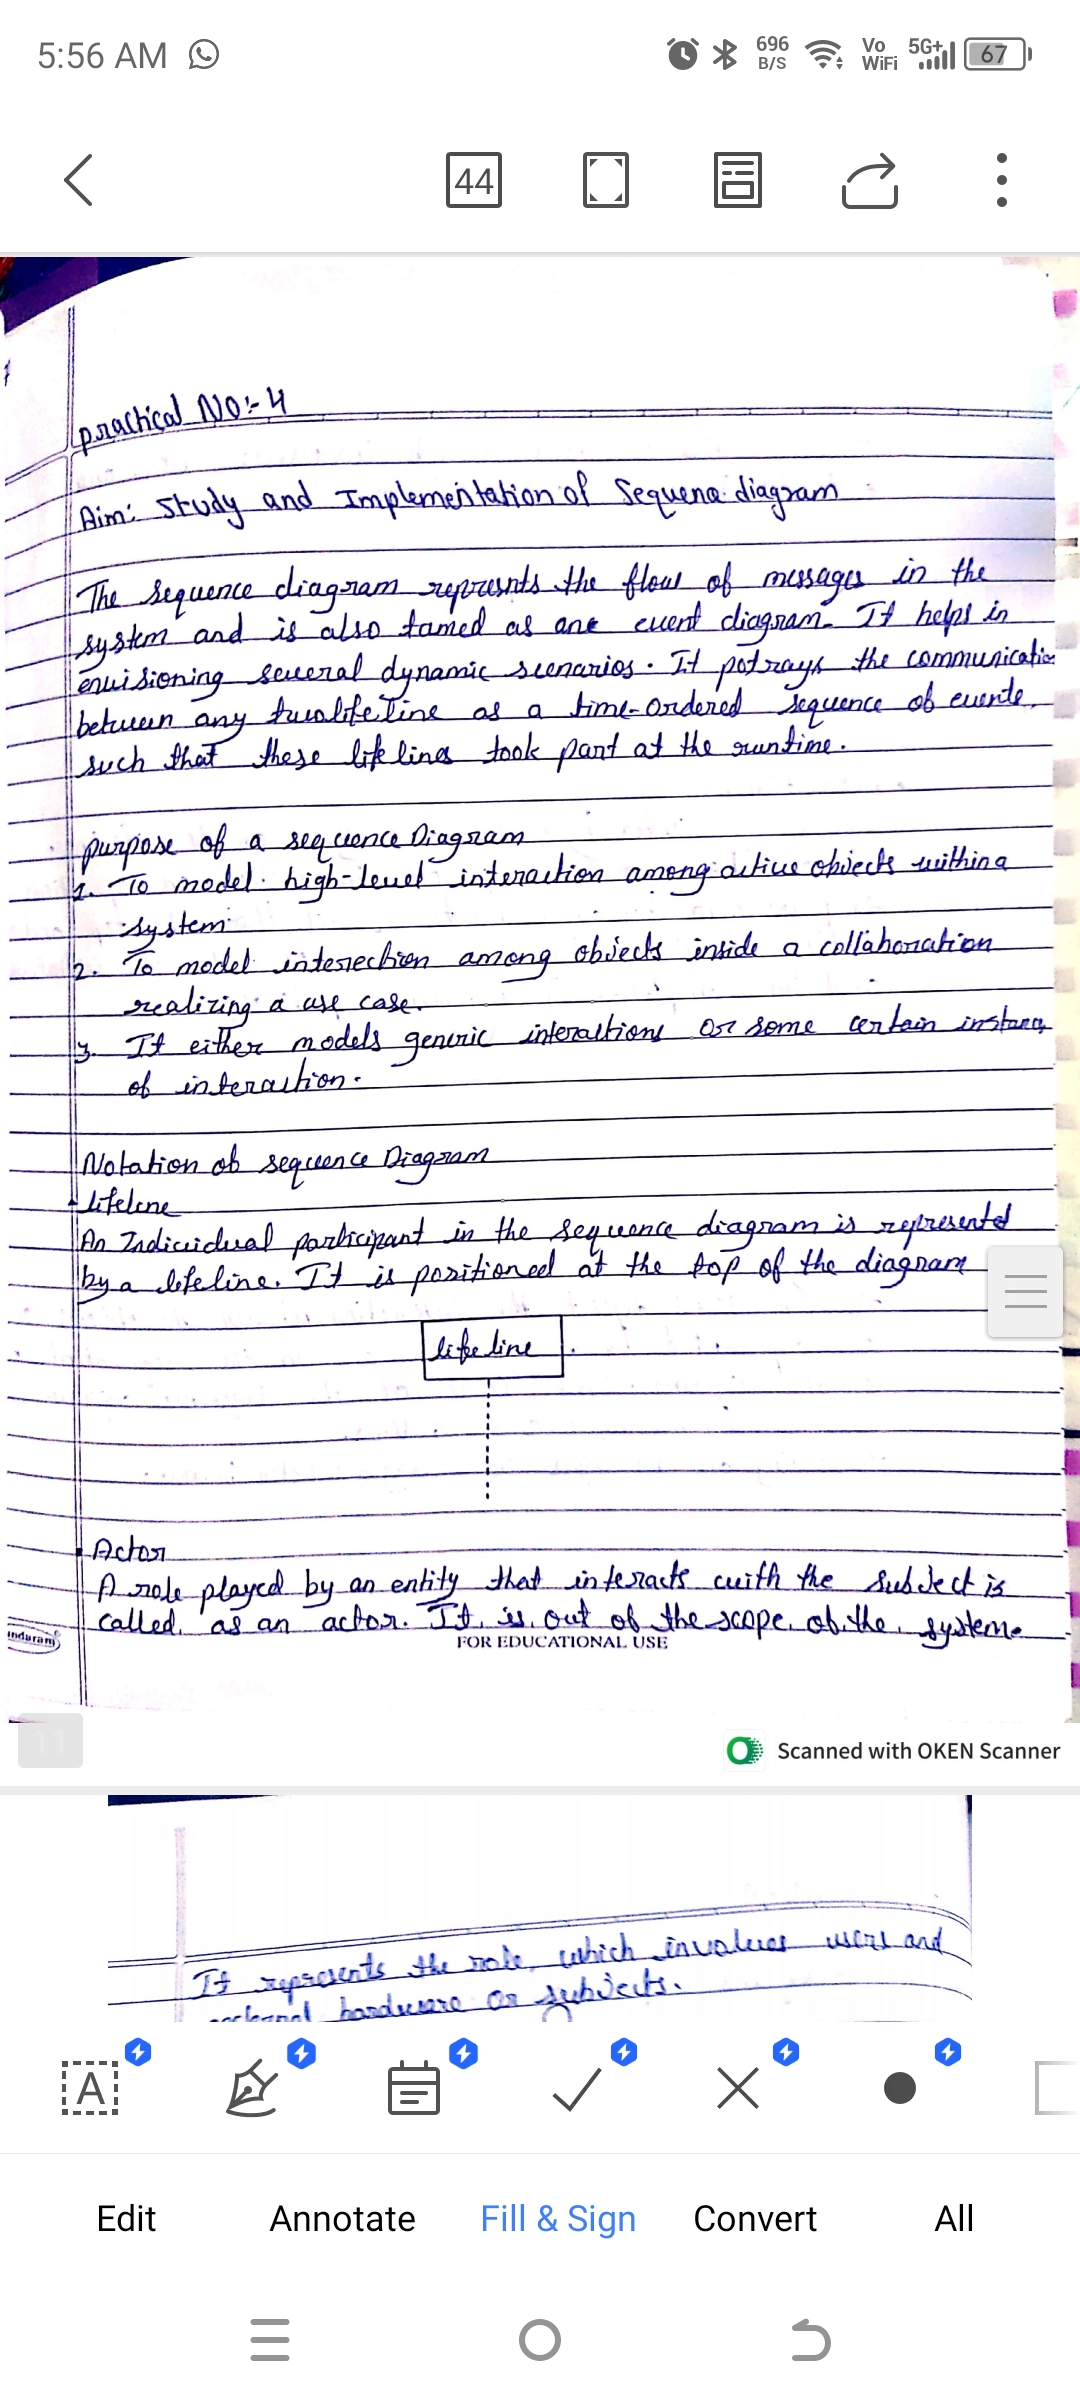 5:56 AM
696 B/S
Vo WiFi
5G+
67
44
practical NO:- 4
Aim: Study and Implementation of Sequena diagram
The sequence diagram represnts the flow of messages in the
system and is also tamed as ane event diagram. It helps in
envisioning several dynamic scenarios. It potrays the communication
between any two lifeline as a time-ordered sequence of events,
such that these life lines took part at the runtime.
purpose of a sequence Diagram
1. To model high-level interaction among active objects within a
system
2. To model interection among objects inside a collaboration
realizing a use case.
3. It either models generic interactions or some certain instances
of interaction.
Notation of sequence Diagram
Lifeline
An Individual participant in the sequence diagram is represented
by a lifeline. It is positioned at the top of the diagram
life line
Actor
A role played by an entity that interacts with the subject is
called as an actor. It is out of the scope of the system.
FOR EDUCATIONAL USE
11
Scanned with OKEN Scanner
It represents the role, which involves users and
hardware or subjects.
A
Edit
Annotate
Fill & Sign
Convert
All